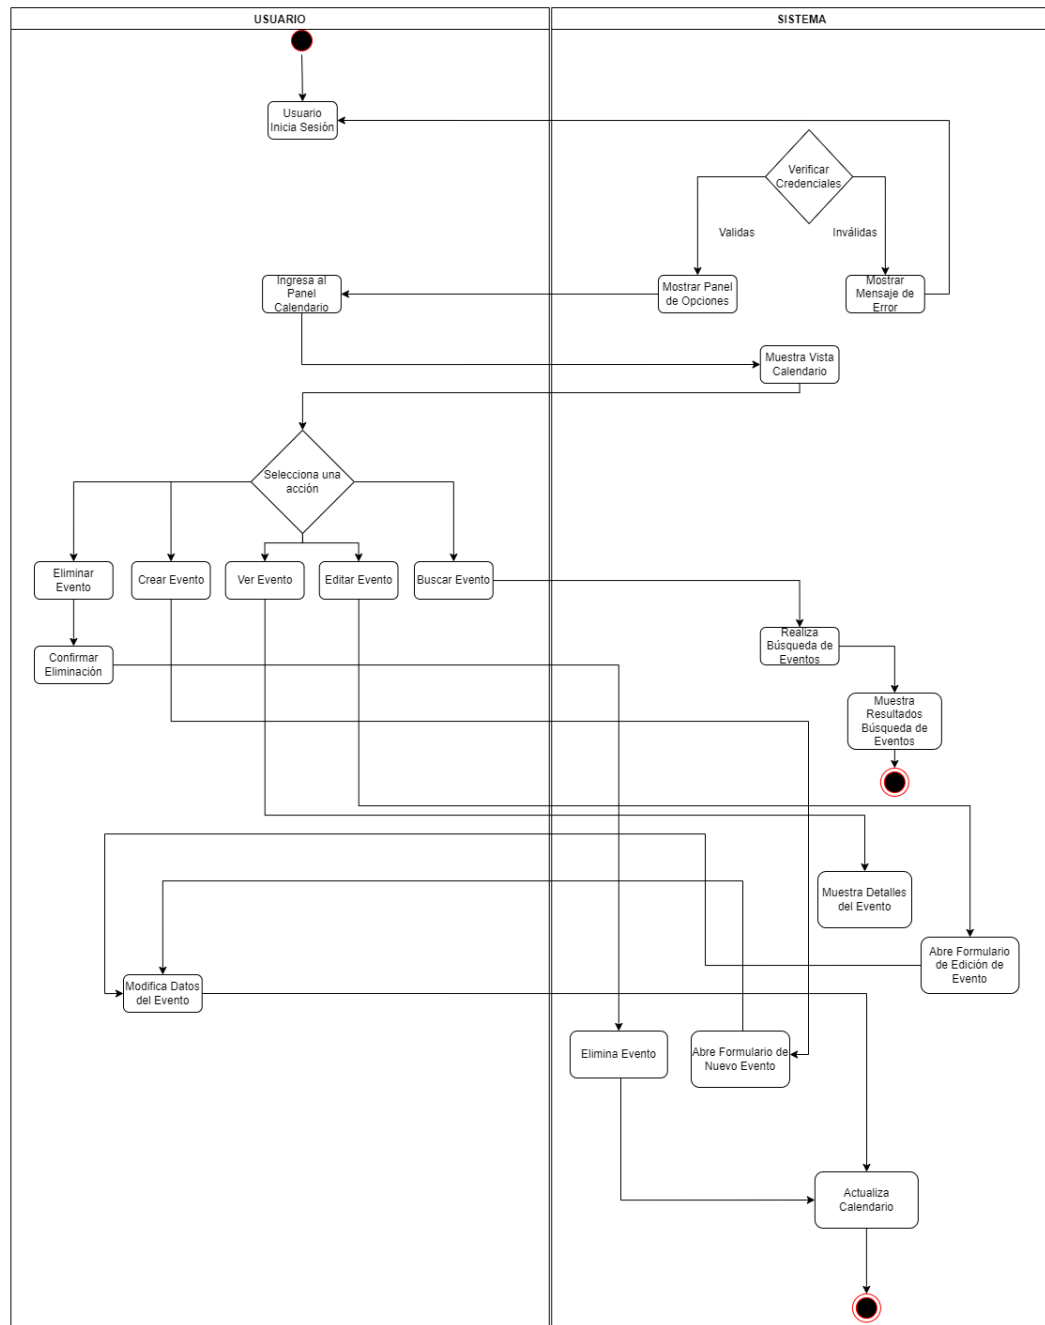 USUARIO
SISTEMA
Usuario
Inicia Sesión
Verificar
Credenciales
Validas
Inválidas
Ingresa al
Panel
Calendario
Mostrar Panel
de Opciones
Mostrar
Mensaje de
Error
Muestra Vista
Calendario
Selecciona una
acción
Eliminar
Evento
Crear Evento
Ver Evento
Editar Evento
Buscar Evento
Confirmar
Eliminación
Realiza
Búsqueda de
Eventos
Muestra
Resultados
Búsqueda de
Eventos
Muestra Detalles
del Evento
Abre Formulario
de Edición de
Evento
Modifica Datos
del Evento
Elimina Evento
Abre Formulario de
Nuevo Evento
Actualiza
Calendario